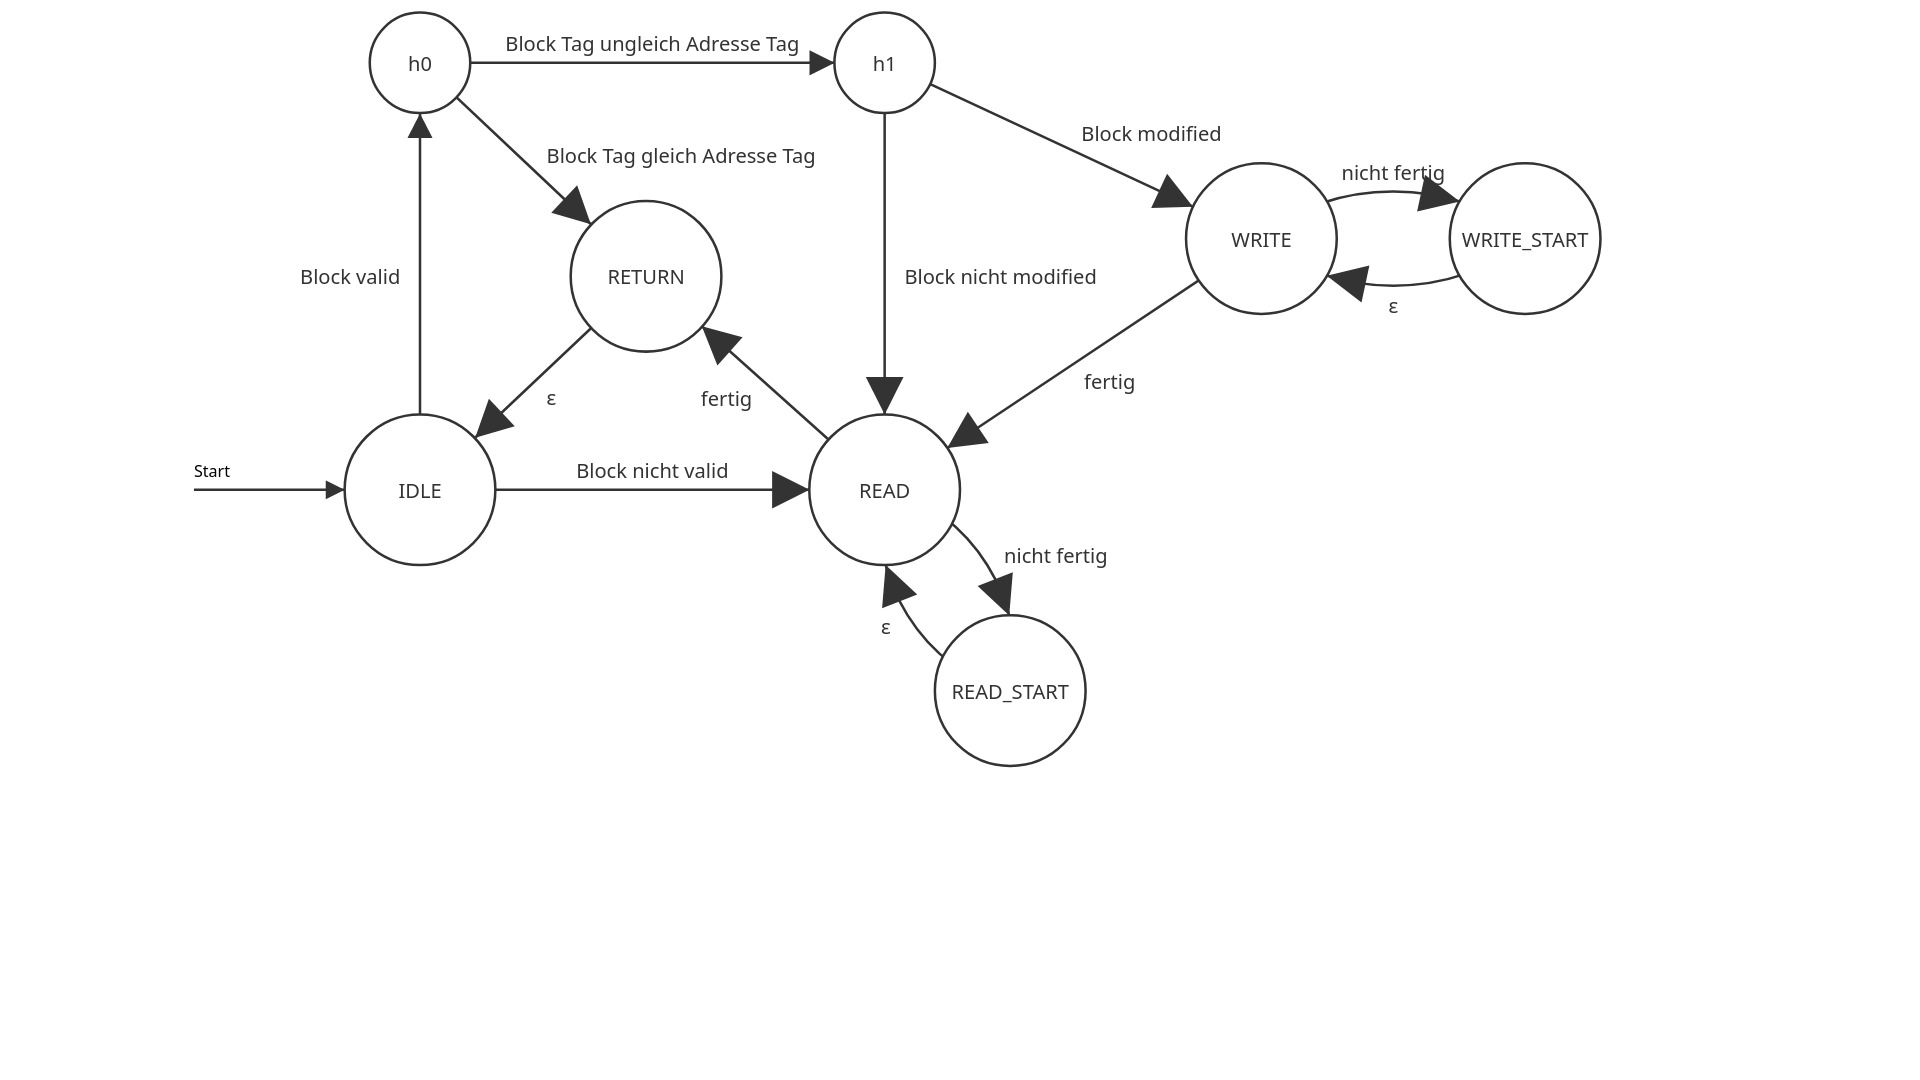 h0
Block Tag ungleich Adresse Tag
h1
Block modified
Block Tag gleich Adresse Tag
nicht fertig
WRITE
WRITE_START
Block valid
RETURN
Block nicht modified
ε
fertig
ε
fertig
Start
IDLE
Block nicht valid
READ
nicht fertig
ε
READ_START